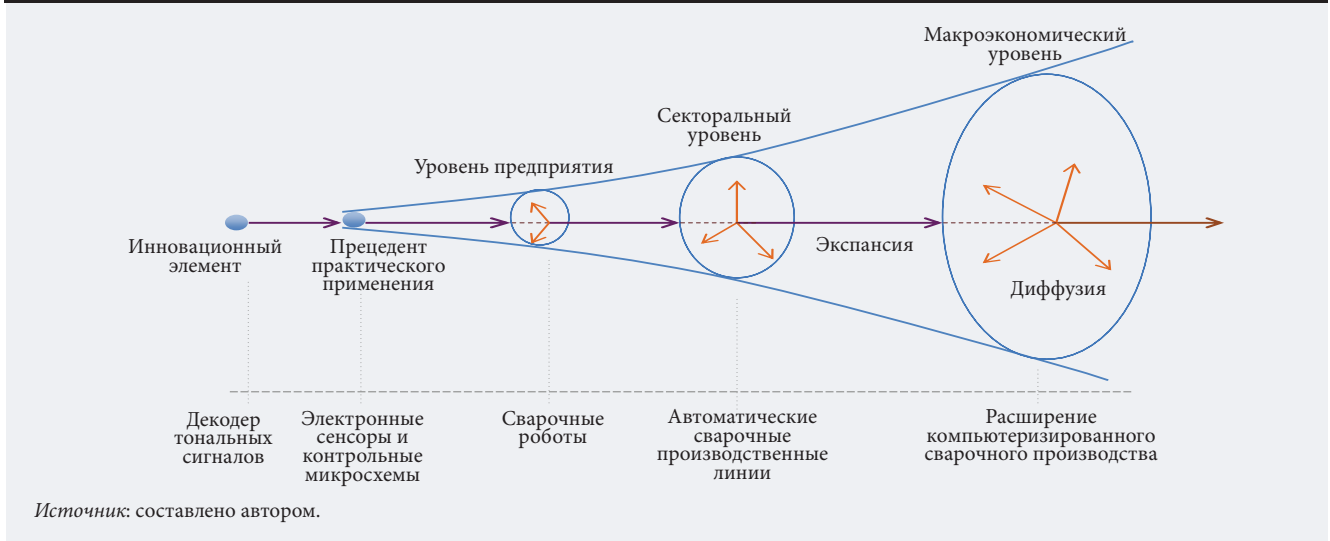 Макроэкономический
уровень
Секторальный
уровень
Уровень предприятия
Инновационный
элемент
Прецедент
практического
применения
Экспансия
Диффузия
Декодер
тональных
сигналов
Электронные
сенсоры и
контрольные
микросхемы
Сварочные
роботы
Автоматические
сварочные
производственные
линии
Расширение
компьютеризированного
сварочного производства
Источник: составлено автором.